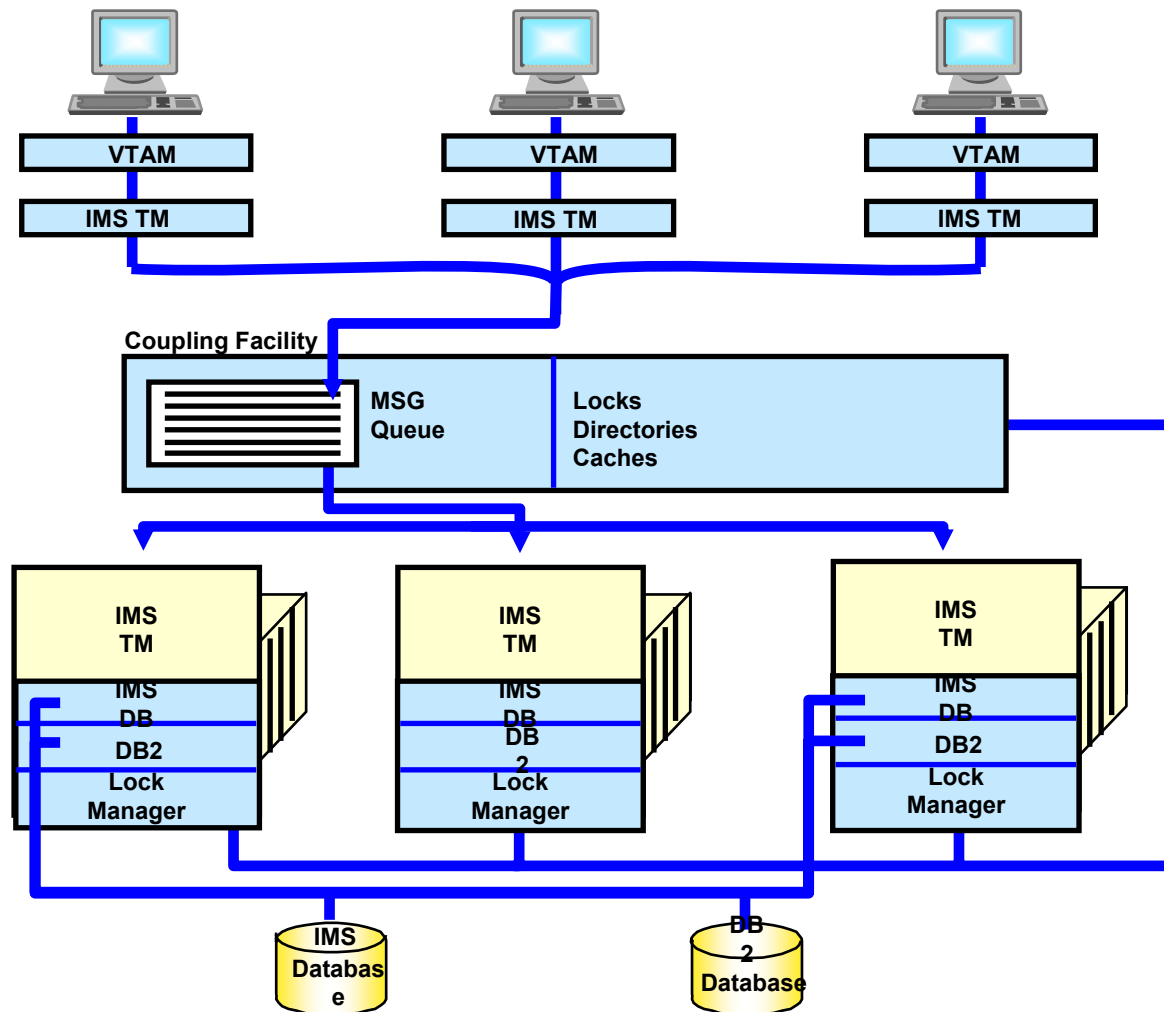 VTAM
VTAM
VTAM
IMS TM
IMS TM
IMS TM
Coupling Facility
MSG
Queue
Locks
Directories
Caches
IMS
TM
IMS
DB
DB2
Lock
Manager
IMS
TM
IMS
DB
DB
2
Lock
Manager
IMS
TM
IMS
DB
DB2
Lock
Manager
IMS
Databas
e
DB
2
Database